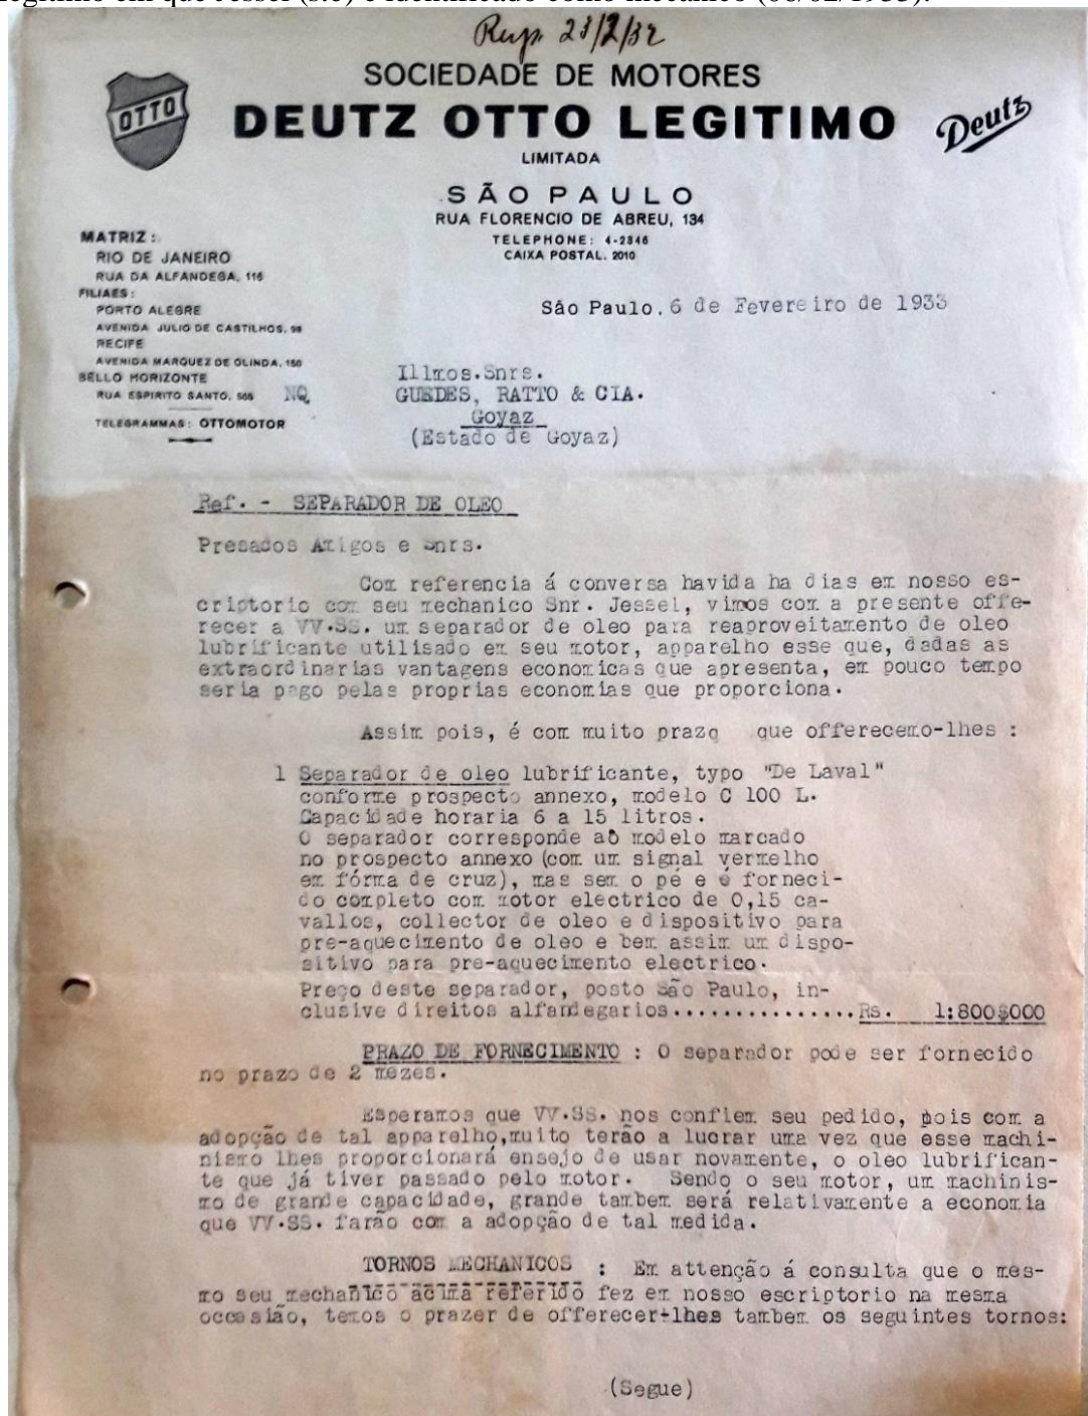 legítimo em que Jessel (sic) é identificado como mecânico (06/02/1933).
Resp. 23/2/32
SOCIEDADE DE MOTORES
OTTO
DEUTZ OTTO LEGITIMO
Deutz
LIMITADA
SÃO PAULO
RUA FLORENCIO DE ABREU, 134
TELEPHONE: 4-2846
CAIXA POSTAL. 2010
MATRIZ :
RIO DE JANEIRO
RUA DA ALFANDEGA, 116
FILIAES :
PORTO ALEGRE
AVENIDA JULIO DE CASTILHOS, 98
RECIFE
AVENIDA MARQUEZ DE OLINDA, 150
BELLO HORIZONTE
RUA ESPIRITO SANTO, 565
NQ
TELEGRAMMAS: OTTOMOTOR
São Paulo, 6 de Fevereiro de 1933
Illmos.Snrs.
GUEDES, RATTO & CIA.
Goyaz
(Estado de Goyaz)
Ref. - SEPARADOR DE OLEO
Presados Amigos e Snrs.
Com referencia á conversa havida ha dias em nosso es-
criptorio com seu mechanico Snr. Jessel, vimos com a presente offe-
recer a VV.SS. um separador de oleo para reaproveitamento de oleo
lubrificante utilisado em seu motor, apparelho esse que, dadas as
extraordinarias vantagens economicas que apresenta, em pouco tempo
seria pago pelas proprias economias que proporciona.
Assim pois, é com muito prazo que offerecemo-lhes :
1 Separador de oleo lubrificante, typo "De Laval"
conforme prospecto annexo, modelo C 100 L.
Capacidade horaria 6 a 15 litros.
O separador corresponde aó modelo marcado
no prospecto annexo (com um signal vermelho
em fórma de cruz), mas sem o pé e é forneci-
do completo com motor electrico de 0,15 ca-
vallos, collector de oleo e dispositivo para
pre-aquecimento de oleo e bem assim um dispo-
sitivo para pre-aquecimento electrico.
Preço deste separador, posto São Paulo, in-
clusive direitos alfandegarios................Rs. 1:800$000
PRAZO DE FORNECIMENTO : O separador pode ser fornecido
no prazo de 2 mezes.
Esperamos que VV.SS. nos confiem seu pedido, pois com a
adopção de tal apparelho,muito terão a lucrar uma vez que esse machi-
nismo lhes proporcionará ensejo de usar novamente, o oleo lubrifican-
te que já tiver passado pelo motor. Sendo o seu motor, um machinis-
mo de grande capacidade, grande tambem será relativamente a economia
que VV.SS. farão com a adopção de tal medida.
TORNOS MECHANICOS : Em attenção á consulta que o mes-
mo seu mechanico acima referido fez em nosso escriptorio na mesma
occasião, temos o prazer de offerecer-lhes tambem os seguintes tornos:
(Segue)